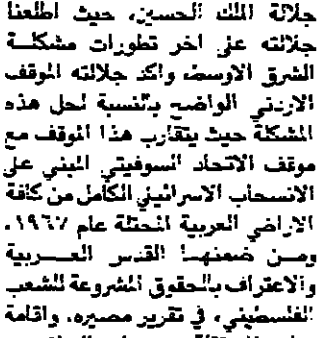 جلالة الملك الحسين، حيث اطلعنا
جلالته على اخر تطورات مشكلة
الشرق الاوسط، واكد جلالته الموقف
الاردني الواضح بالنسبة لحل هذه
المشكلة حيث يتقارب هذا الموقف مع
موقف الاتحاد السوفيتي المبني على
الانسحاب الاسرائيلي الكامل من كافة
الاراضي العربية المحتلة عام ١٩٦٧،
ومن ضمنها القدس العربية
والاعتراف بالحقوق المشروعة للشعب
الفلسطيني، في تقرير مصيره، واقامة